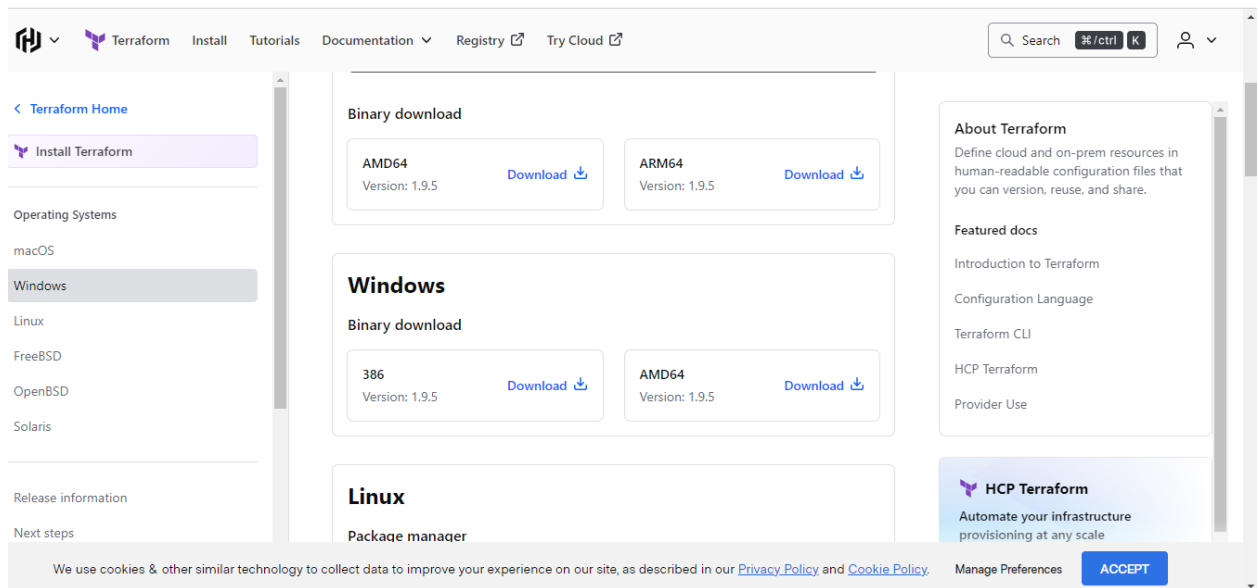 Terraform
Install
Tutorials
Documentation
Registry
Try Cloud
Search
⌘/ctrl
K
Terraform Home
Install Terraform
Operating Systems
macOS
Windows
Linux
FreeBSD
OpenBSD
Solaris
Release information
Next steps
Binary download
AMD64
Version: 1.9.5
Download
ARM64
Version: 1.9.5
Download
Windows
Binary download
386
Version: 1.9.5
Download
AMD64
Version: 1.9.5
Download
Linux
Package manager
About Terraform
Define cloud and on-prem resources in
human-readable configuration files that
you can version, reuse, and share.
Featured docs
Introduction to Terraform
Configuration Language
Terraform CLI
HCP Terraform
Provider Use
HCP Terraform
Automate your infrastructure
provisioning at any scale
We use cookies & other similar technology to collect data to improve your experience on our site, as described in our Privacy Policy and Cookie Policy.
Manage Preferences
ACCEPT